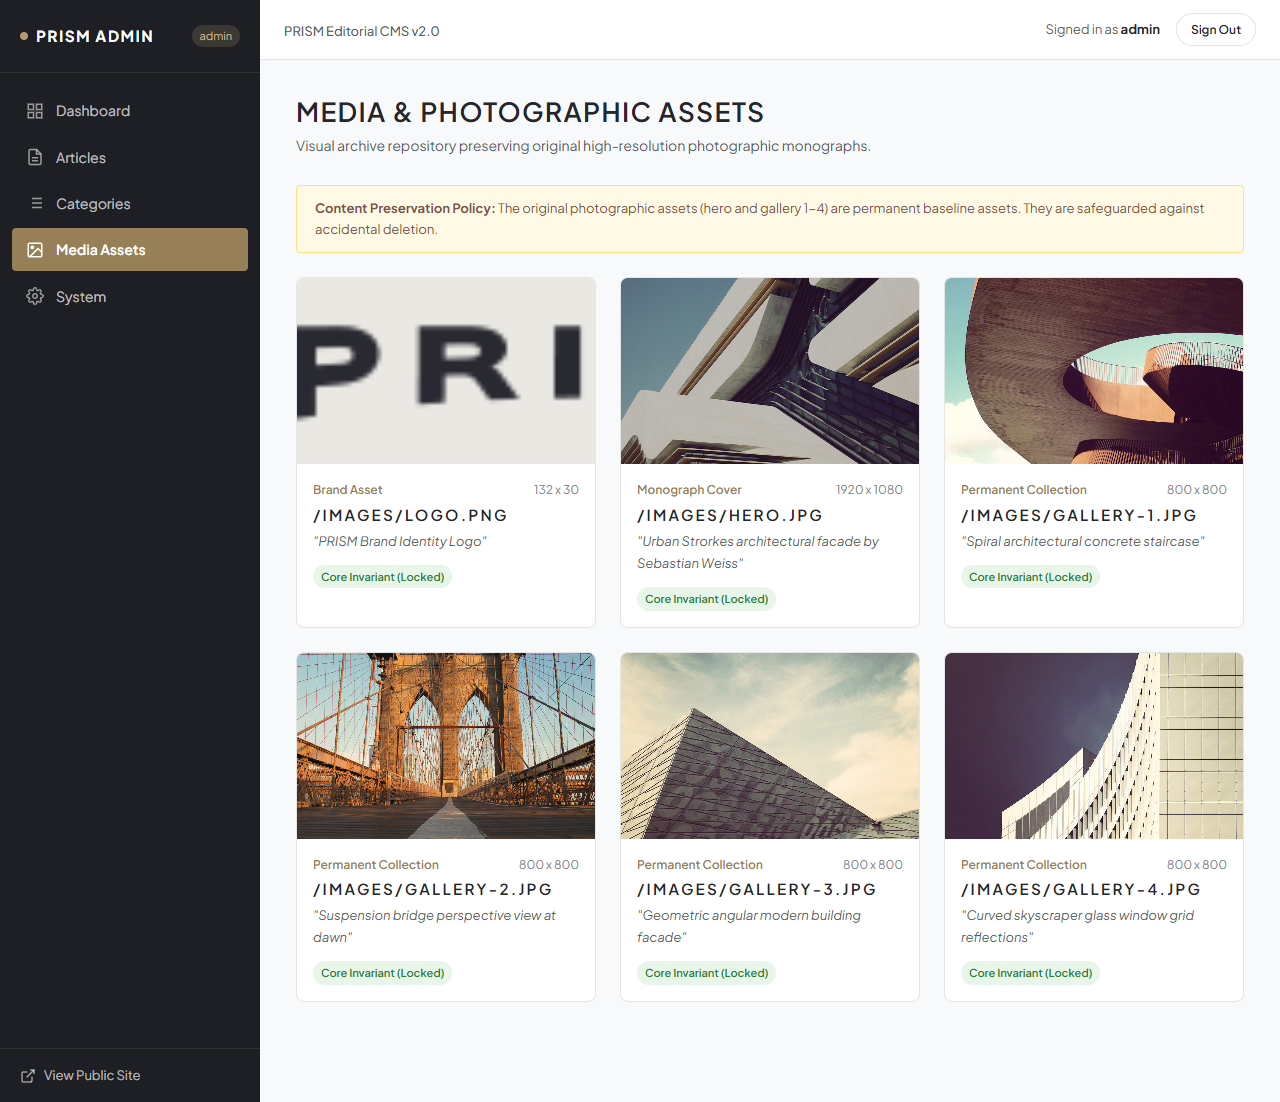 PRISM ADMIN
admin
Dashboard
Articles
Categories
Media Assets
System
View Public Site
PRISM Editorial CMS v2.0
Signed in as admin
Sign Out
MEDIA & PHOTOGRAPHIC ASSETS
Visual archive repository preserving original high-resolution photographic monographs.
Content Preservation Policy: The original photographic assets (hero and gallery 1–4) are permanent baseline assets. They are safeguarded against
accidental deletion.
PRI
Brand Asset
132 x 30
/IMAGES/LOGO.PNG
"PRISM Brand Identity Logo"
Core Invariant (Locked)
Monograph Cover
1920 x 1080
/IMAGES/HERO.JPG
"Urban Strorkes architectural facade by
Sebastian Weiss"
Core Invariant (Locked)
Permanent Collection
800 x 800
/IMAGES/GALLERY-1.JPG
"Spiral architectural concrete staircase"
Core Invariant (Locked)
Permanent Collection
800 x 800
/IMAGES/GALLERY-2.JPG
"Suspension bridge perspective view at
dawn"
Core Invariant (Locked)
Permanent Collection
800 x 800
/IMAGES/GALLERY-3.JPG
"Geometric angular modern building
facade"
Core Invariant (Locked)
Permanent Collection
800 x 800
/IMAGES/GALLERY-4.JPG
"Curved skyscraper glass window grid
reflections"
Core Invariant (Locked)